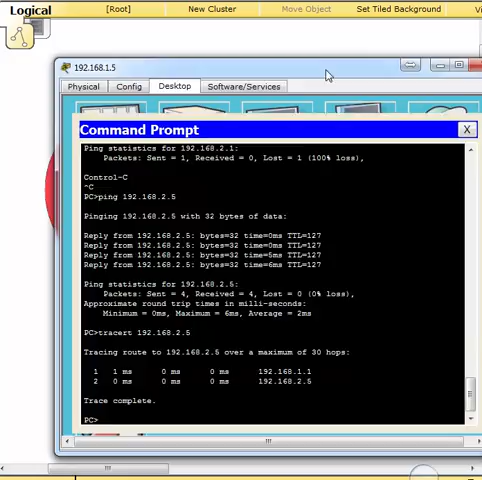 Logical [Root] New Cluster Move Object Set Tiled Background
192.168.1.5
Physical Config Desktop Software/Services
Command Prompt X
Ping statistics for 192.168.2.1:
Packets: Sent = 1, Received = 0, Lost = 1 (100% loss),
Control-C
^C
PC>ping 192.168.2.5
Pinging 192.168.2.5 with 32 bytes of data:
Reply from 192.168.2.5: bytes=32 time=0ms TTL=127
Reply from 192.168.2.5: bytes=32 time=0ms TTL=127
Reply from 192.168.2.5: bytes=32 time=5ms TTL=127
Reply from 192.168.2.5: bytes=32 time=6ms TTL=127
Ping statistics for 192.168.2.5:
Packets: Sent = 4, Received = 4, Lost = 0 (0% loss),
Approximate round trip times in milli-seconds:
Minimum = 0ms, Maximum = 6ms, Average = 2ms
PC>tracert 192.168.2.5
Tracing route to 192.168.2.5 over a maximum of 30 hops:
1 1 ms 0 ms 0 ms 192.168.1.1
2 0 ms 0 ms 0 ms 192.168.2.5
Trace complete.
PC>